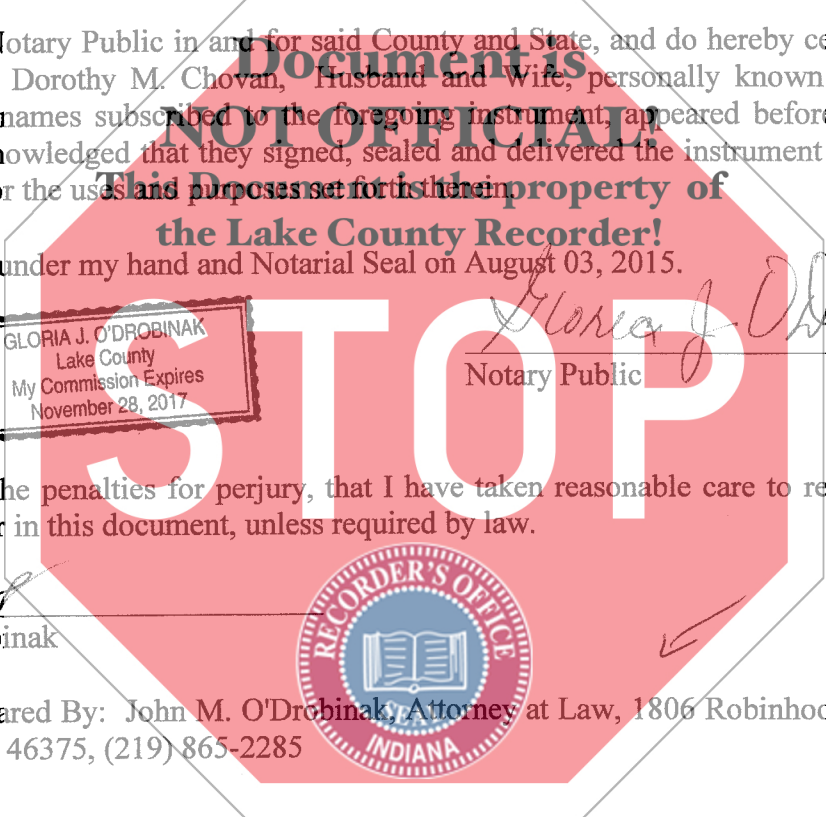 Notary Public in and for said County and State, and do hereby ce
Dorothy M. Chovan, Husband and Wife, personally known
names subscribed to the foregoing instrument, appeared before
nowledged that they signed, sealed and delivered the instrument
r the uses and purposes set forth therein.
Document is
NOT OFFICIAL!
This Document is the property of
the Lake County Recorder!
under my hand and Notarial Seal on August 03, 2015.
Gloria J. O'D
GLORIA J. O'DROBINAK
Lake County
My Commission Expires
November 28, 2017
Notary Public
STOP
he penalties for perjury, that I have taken reasonable care to re
r in this document, unless required by law.
inak
RECORDER'S OFFICE
SEAL
INDIANA
ared By: John M. O'Drobinak, Attorney at Law, 1806 Robinhoo
46375, (219) 865-2285